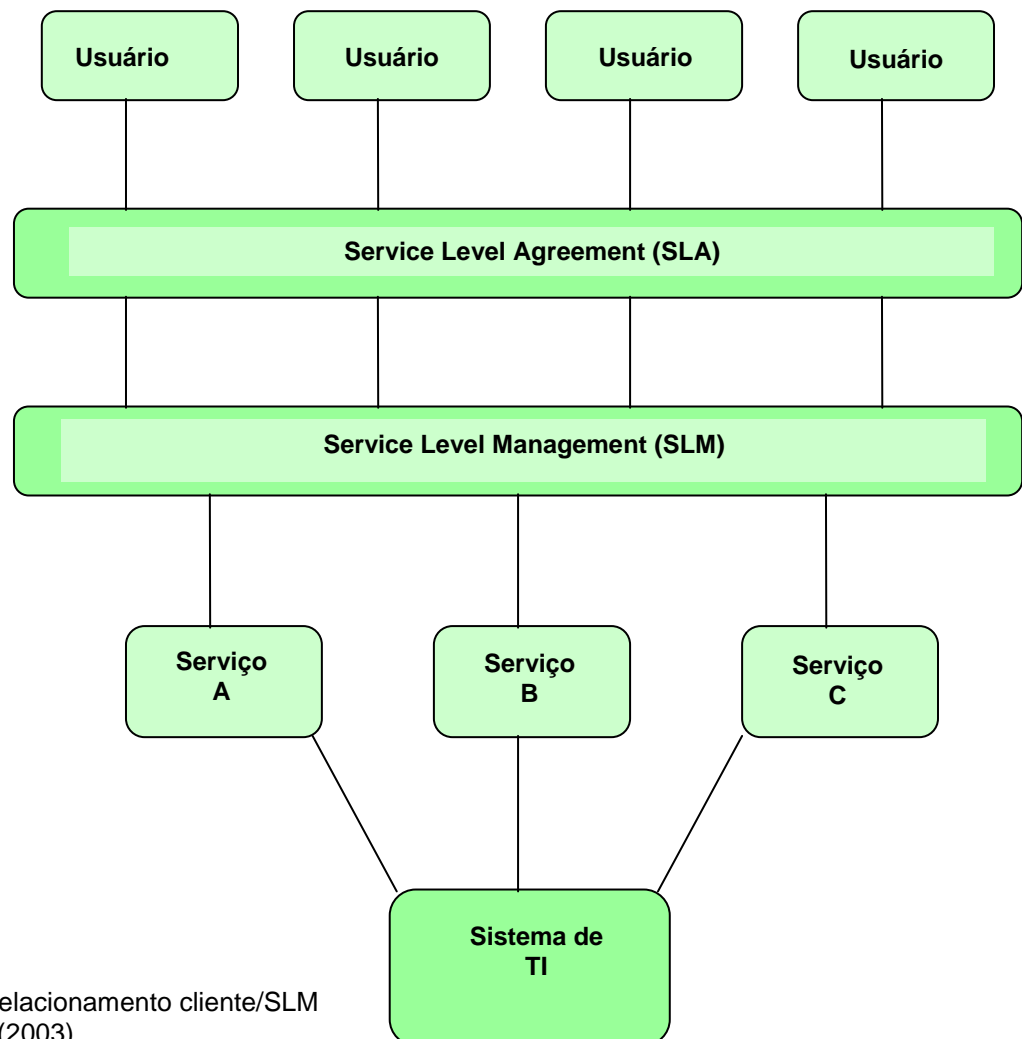 Usuário Usuário Usuário Usuário
Service Level Agreement (SLA)
Service Level Management (SLM)
Serviço Serviço Serviço
A B C
Sistema de
TI
elacionamento cliente/SLM
(2003)